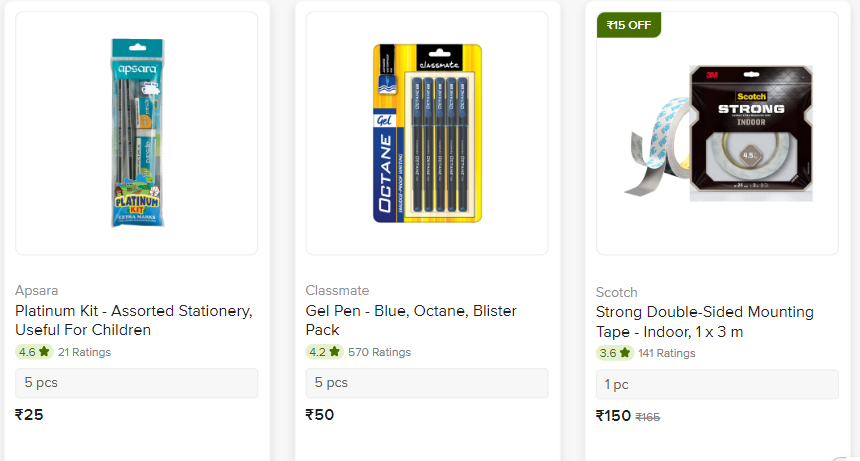 apsara
PLATINUM
KIT
EXTRA MARKS
Apsara
Platinum Kit - Assorted Stationery,
Useful For Children
4.6 ★ 21 Ratings
5 pcs
₹25
classmate
Gel
OCTANE
Classmate
Gel Pen - Blue, Octane, Blister
Pack
4.2 ★ 570 Ratings
5 pcs
₹50
₹15 OFF
3M
Scotch
STRONG
INDOOR
Scotch
Strong Double-Sided Mounting
Tape - Indoor, 1 x 3 m
3.6 ★ 141 Ratings
1 pc
₹150 ₹165